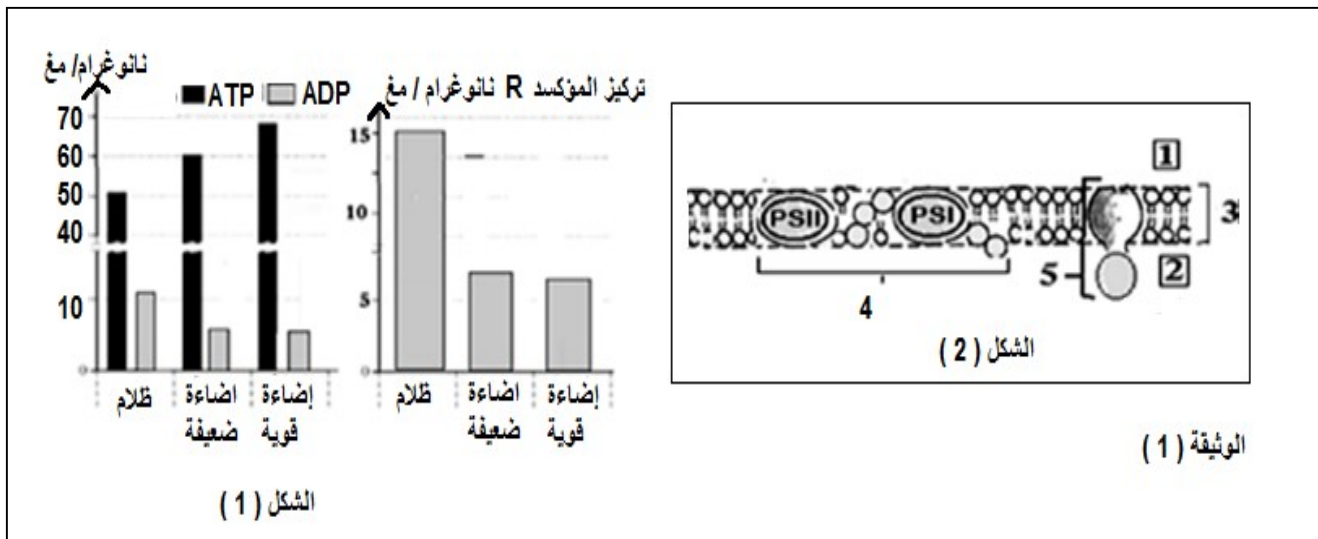 نانوغرام/ مغ
ATP ADP
70
60
50
40
10
0
ظلام
اضاءة ضعيفة
إضاءة قوية
تركيز المؤكسد R نانوغرام / مغ
15
10
5
0
ظلام
اضاءة ضعيفة
إضاءة قوية
الشكل ( 1 )
1
PSII PSI
3
2
5
4
الشكل ( 2 )
الوثيقة ( 1 )